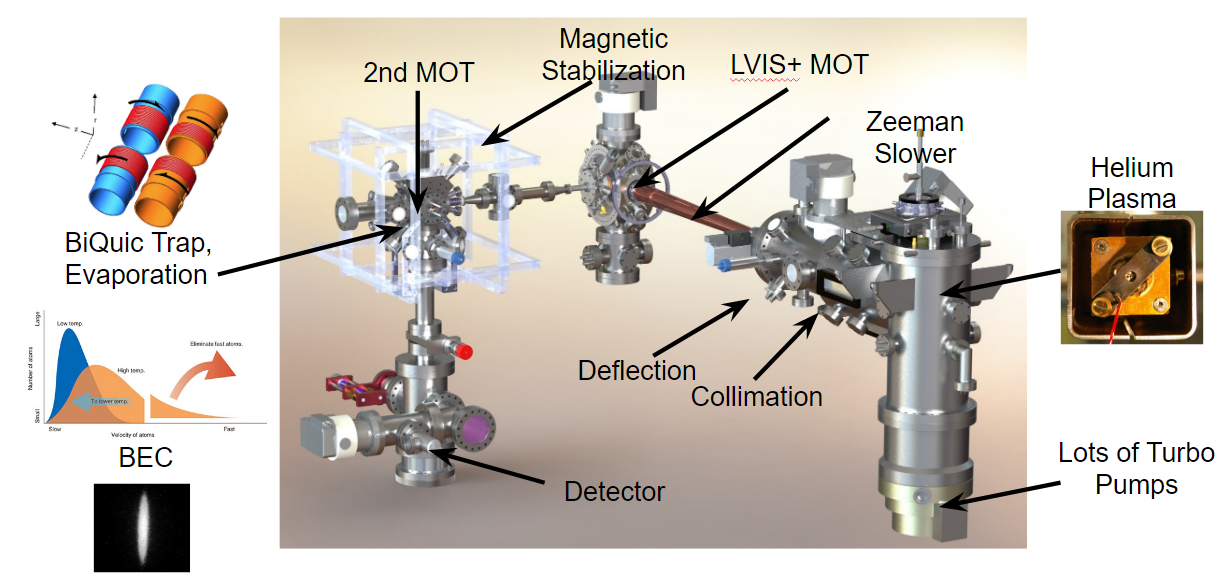 Magnetic
Stabilization
2nd MOT
LVIS+ MOT
Zeeman
Slower
Helium
Plasma
z
r
BiQuic Trap,
Evaporation
Deflection
Collimation
Large
Number of atoms
Small
Low temp.
High temp.
Eliminate fast atoms.
To lower temp.
Slow
Velocity of atoms
Fast
BEC
Detector
Lots of Turbo
Pumps